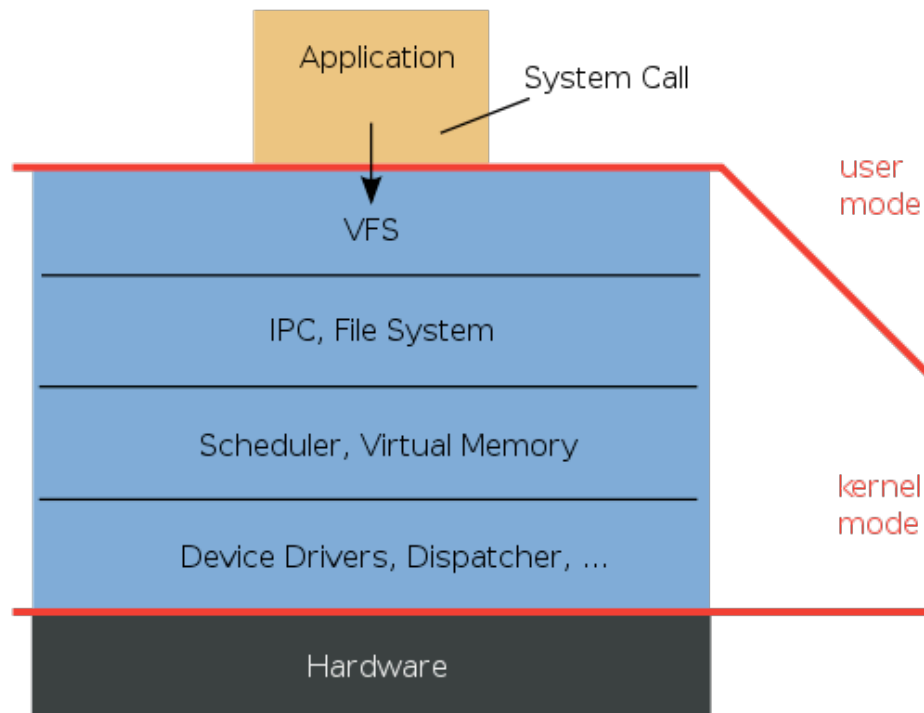 Application
System Call
user
mode
VFS
IPC, File System
Scheduler, Virtual Memory
kernel
mode
Device Drivers, Dispatcher, ...
Hardware